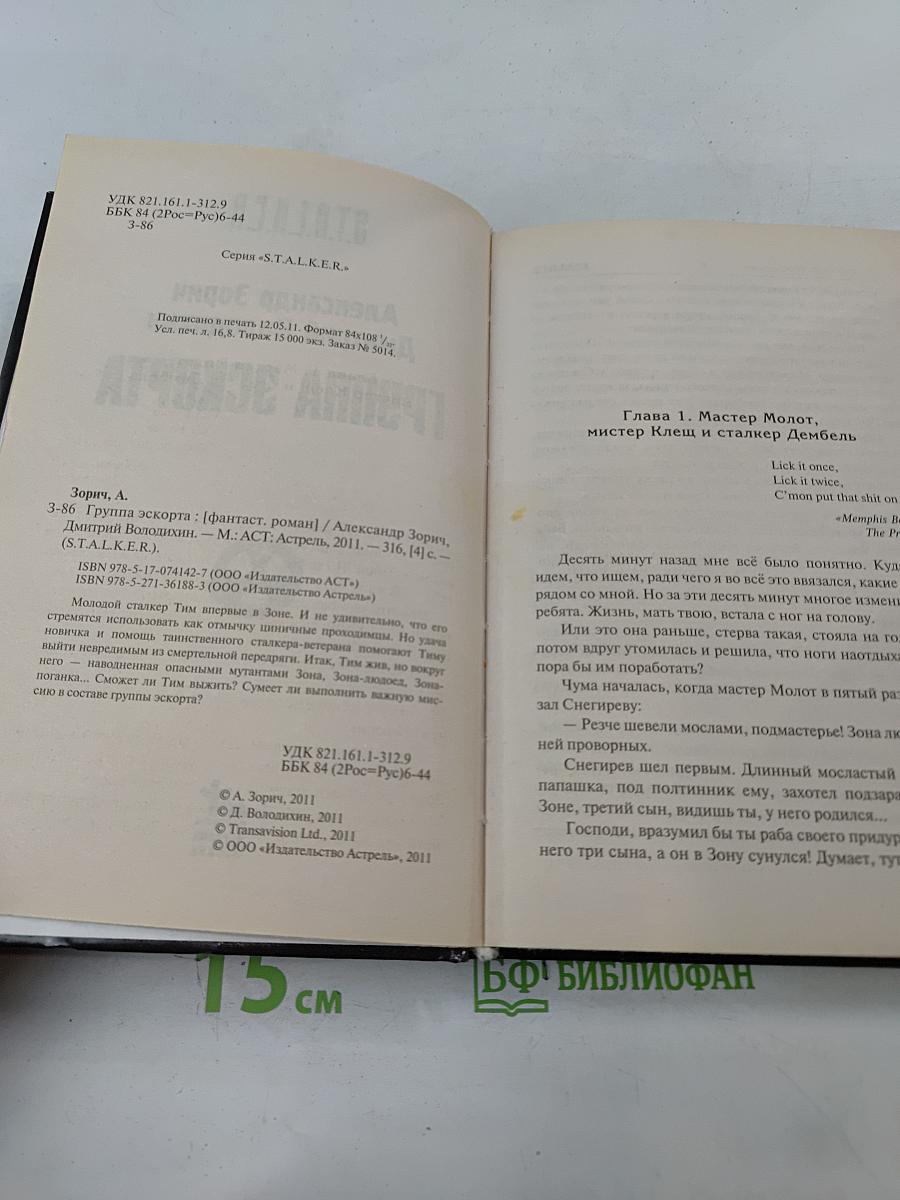 УДК 821.161.1-312.9
ББК 84 (2Рос=Рус)6-44
З-86
Серия «S.T.A.L.K.E.R.»
Подписано в печать 12.05.11. Формат 84x108 1/32.
Усл. печ. л. 16,8. Тираж 15 000 экз. Заказ № 5014.
Зорич, А.
З-86 Группа эскорта : [фантаст. роман] / Александр Зорич,
Дмитрий Володихин. — М.: АСТ: Астрель, 2011. — 316, [4] с. —
(S.T.A.L.K.E.R.).
ISBN 978-5-17-074142-7 (ООО «Издательство АСТ»)
ISBN 978-5-271-36188-3 (ООО «Издательство Астрель»)
Молодой сталкер Тим впервые в Зоне. И не удивительно, что его
стремятся использовать как отмычку циничные проходимцы. Но удача
новичка и помощь таинственного сталкера-ветерана помогают Тиму
выйти невредимым из смертельной передряги. Итак, Тим жив, но вокруг
него — наводненная опасными мутантами Зона, Зона-людоед, Зона-
поганка... Сможет ли Тим выжить? Сумеет ли выполнить важную мис-
сию в составе группы эскорта?
УДК 821.161.1-312.9
ББК 84 (2Рос=Рус)6-44
© А. Зорич, 2011
© Д. Володихин, 2011
© Transavision Ltd., 2011
© ООО «Издательство Астрель», 2011
Глава 1. Мастер Молот,
мистер Клещ и сталкер Дембель
Lick it once,
Lick it twice,
C'mon put that shit on
«Memphis Be
The Pr
Десять минут назад мне всё было понятно. Куд
идем, что ищем, ради чего я во всё это ввязался, какие
рядом со мной. Но за эти десять минут многое измени
ребята. Жизнь, мать твою, встала с ног на голову.
Или это она раньше, стерва такая, стояла на го
потом вдруг утомилась и решила, что ноги наотдыха
пора бы им поработать?
Чума началась, когда мастер Молот в пятый раз
зал Снегиреву:
— Резче шевели мослами, подмастерье! Зона лю
ней проворных.
Снегирев шел первым. Длинный мосластый
папашка, под полтинник ему, захотел подзара
Зоне, третий сын, видишь ты, у него родился...
Господи, вразумил бы ты раба своего придур
него три сына, а он в Зону сунулся! Думает, тут
15 см
БФ БИБЛИОФАН